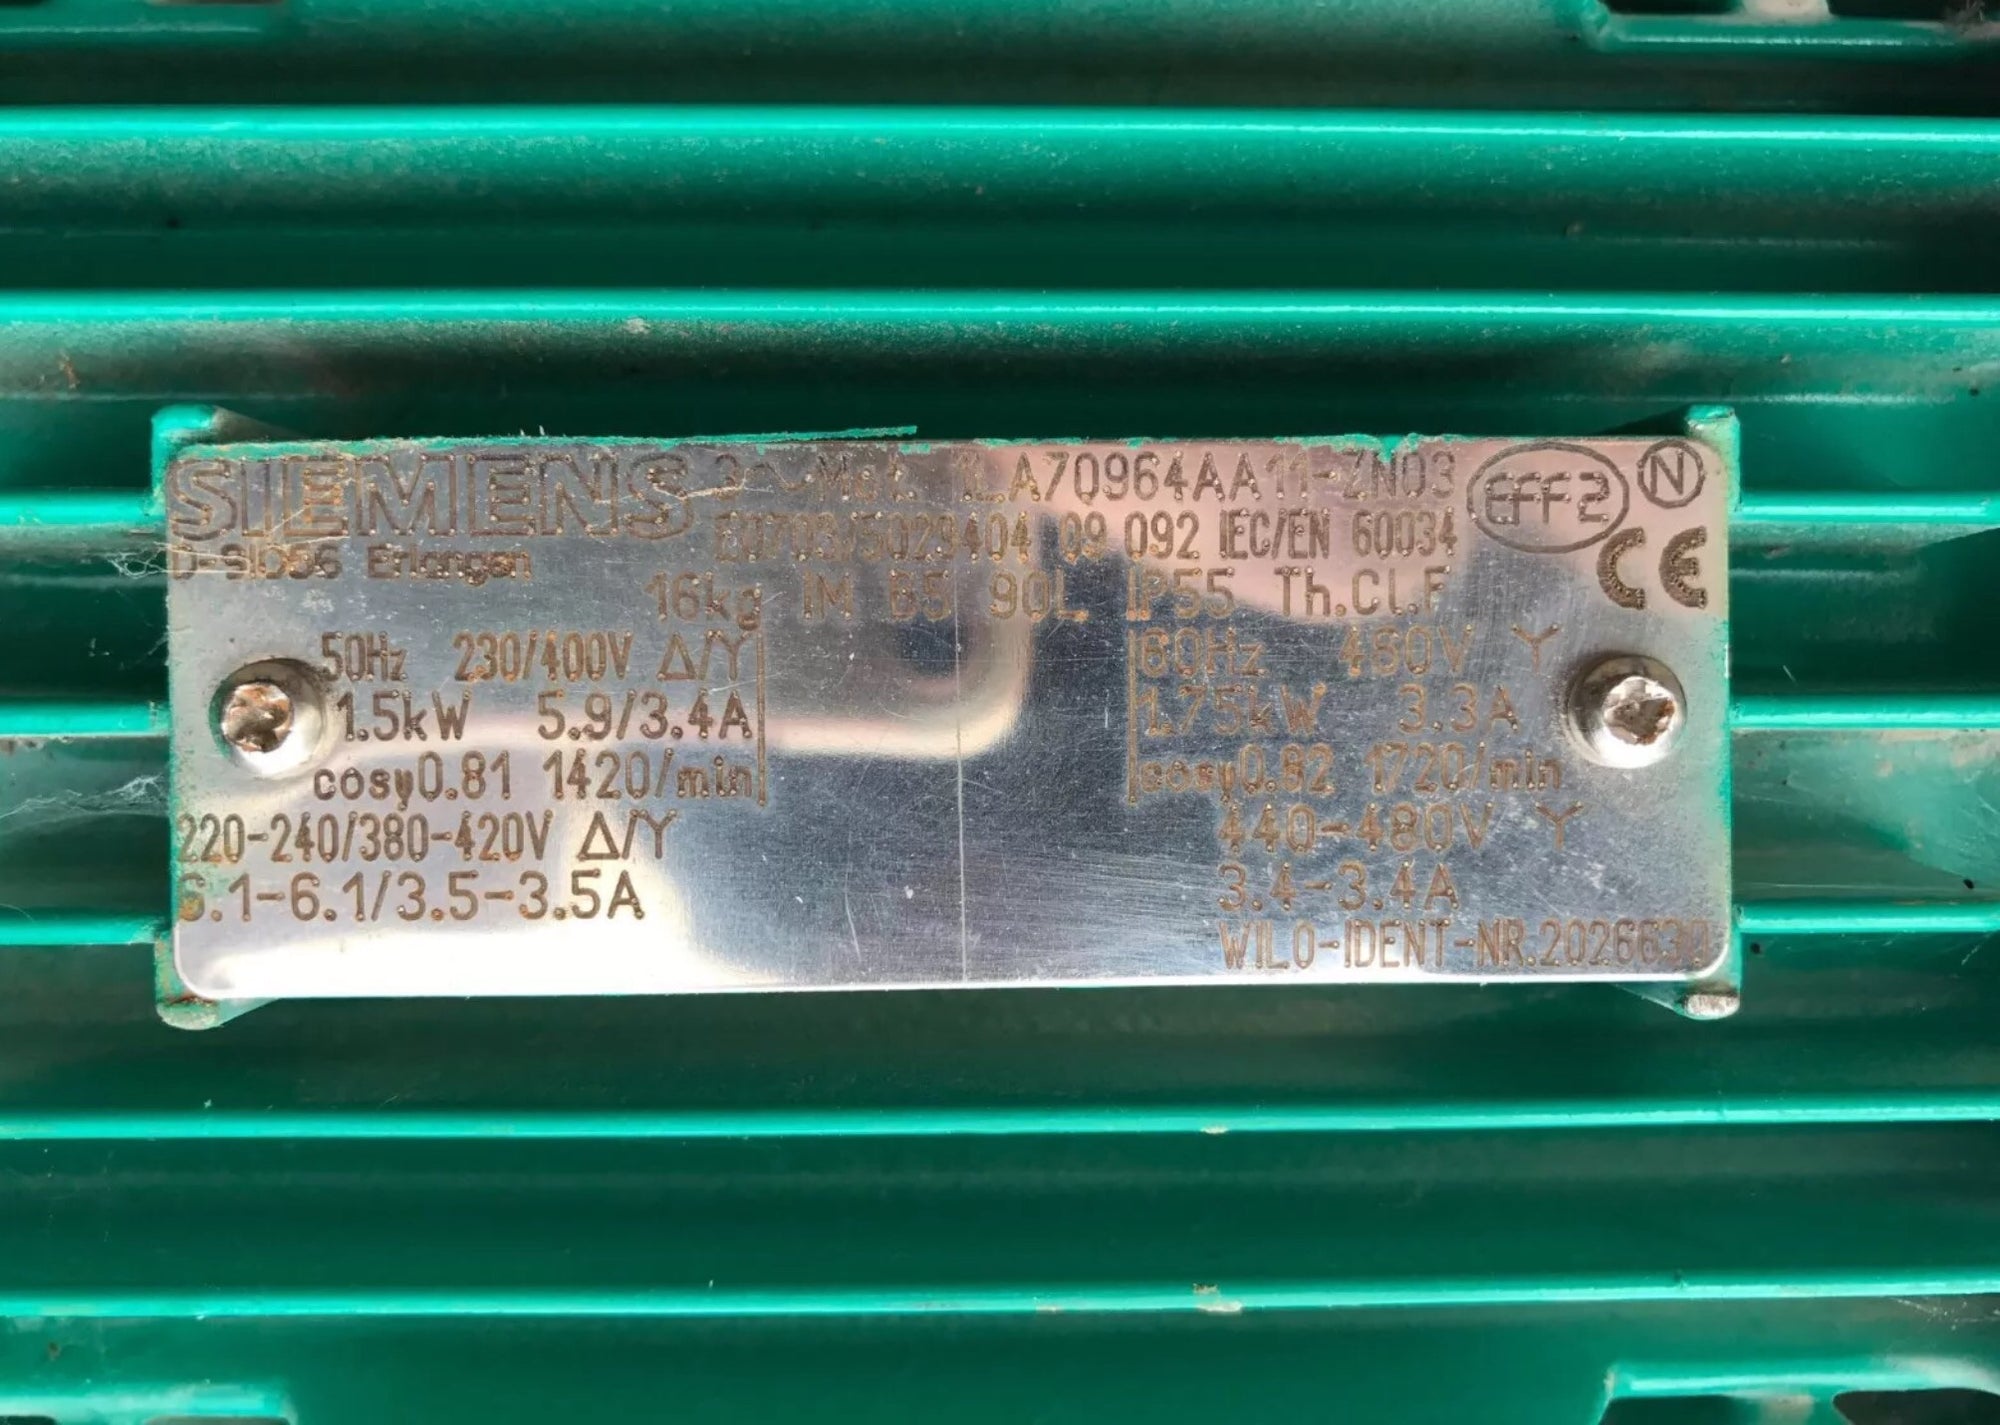 SIEMENS 3~Mot. 1LA70964AA11-ZN03 EFF2 N
D-91056 Erlangen E0703/5029404 09 092 IEC/EN 60034 CE
16kg IM B5 90L IP55 Th.Cl.F
50Hz 230/400V Δ/Y 60Hz 460V Y
1.5kW 5.9/3.4A 1.75kW 3.3A
cosφ0.81 1420/min cosφ0.82 1720/min
220-240/380-420V Δ/Y 440-480V Y
6.1-6.1/3.5-3.5A 3.4-3.4A
WILO-IDENT-NR.